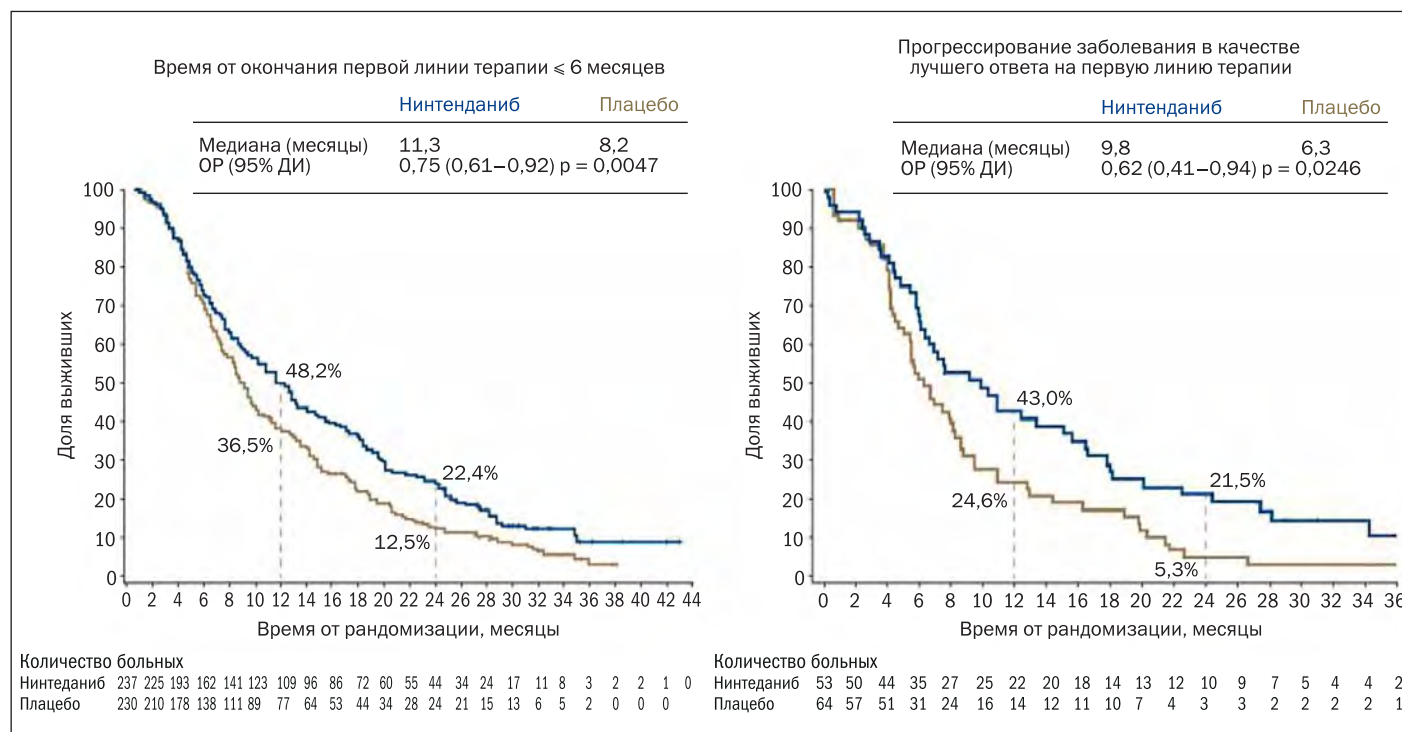 Время от окончания первой линии терапии ⩽ 6 месяцев
Нинтенданиб Плацебо
Медиана (месяцы) 11,3 8,2
ОР (95% ДИ) 0,75 (0,61–0,92) p = 0,0047
100
90
80
70
60
50
40
30
20
10
0
Доля выживших
48,2%
36,5%
22,4%
12,5%
0 2 4 6 8 10 12 14 16 18 20 22 24 26 28 30 32 34 36 38 40 42 44
Время от рандомизации, месяцы
Количество больных
Нинтеданиб 237 225 193 162 141 123 109 96 86 72 60 55 44 34 24 17 11 8 3 2 2 1 0
Плацебо 230 210 178 138 111 89 77 64 53 44 34 28 24 21 15 13 6 5 2 0 0 0
Прогрессирование заболевания в качестве
лучшего ответа на первую линию терапии
Нинтенданиб Плацебо
Медиана (месяцы) 9,8 6,3
ОР (95% ДИ) 0,62 (0,41–0,94) p = 0,0246
100
90
80
70
60
50
40
30
20
10
0
Доля выживших
43,0%
24,6%
21,5%
5,3%
0 2 4 6 8 10 12 14 16 18 20 22 24 26 28 30 32 34 36
Время от рандомизации, месяцы
Количество больных
Нинтеданиб 53 50 44 35 27 25 22 20 18 14 13 12 10 9 7 5 4 4 2
Плацебо 64 57 51 31 24 16 14 12 11 10 7 4 3 3 2 2 2 2 1